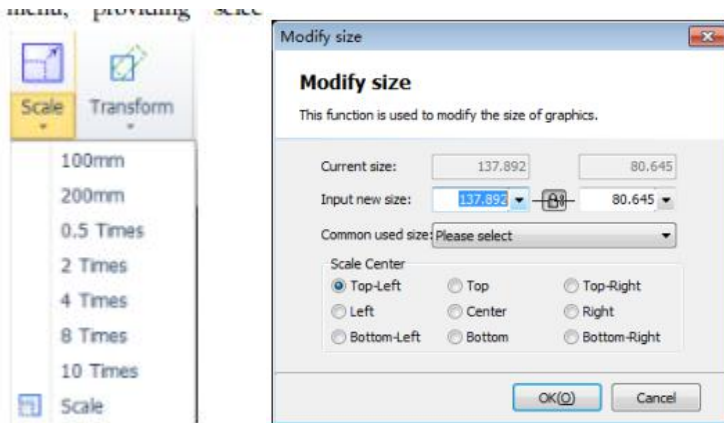 Scale Transform
100mm
200mm
0.5 Times
2 Times
4 Times
8 Times
10 Times
Scale
Modify size
Modify size
This function is used to modify the size of graphics.
Current size: 137.892 80.645
Input new size: 137.892 80.645
Common used size: Please select
Scale Center
Top-Left Top Top-Right
Left Center Right
Bottom-Left Bottom Bottom-Right
OK(O) Cancel